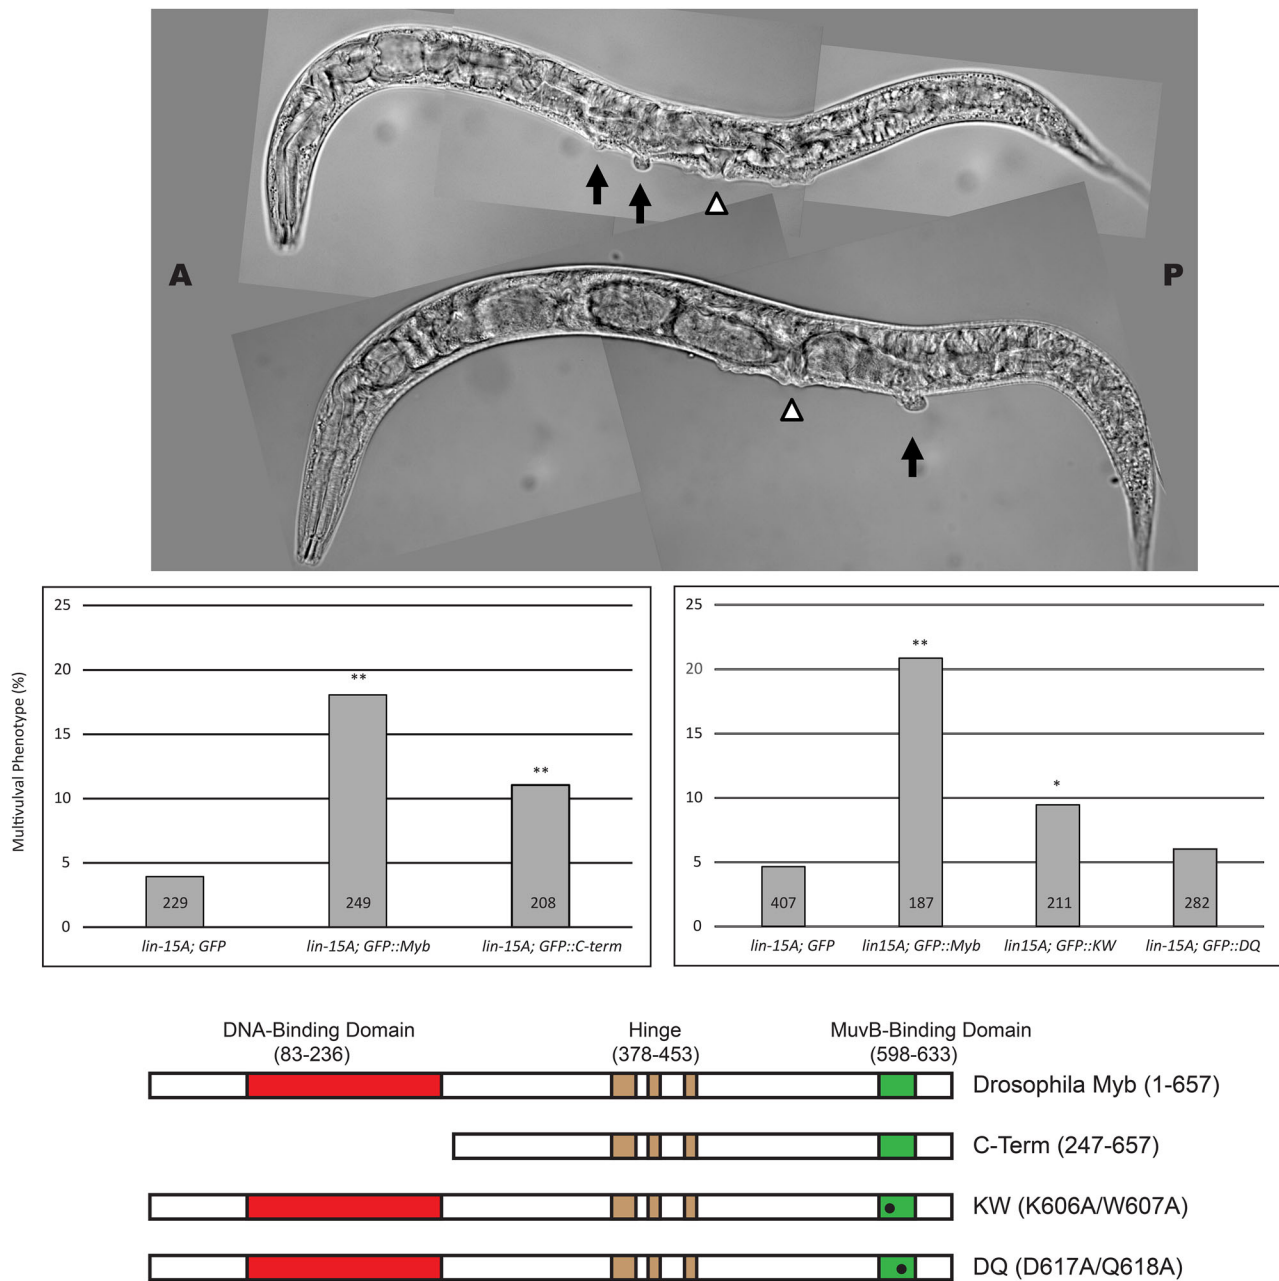 A
P
25
20
15
10
5
0
Multivulval Phenotype (%)
**
**
229
249
208
lin-15A; GFP
lin-15A; GFP::Myb
lin-15A; GFP::C-term
25
20
15
10
5
0
**
*
407
187
211
282
lin-15A; GFP
lin15A; GFP::Myb
lin15A; GFP::KW
lin-15A; GFP::DQ
DNA-Binding Domain
(83-236)
Hinge
(378-453)
MuvB-Binding Domain
(598-633)
Drosophila Myb (1-657)
C-Term (247-657)
KW (K606A/W607A)
DQ (D617A/Q618A)